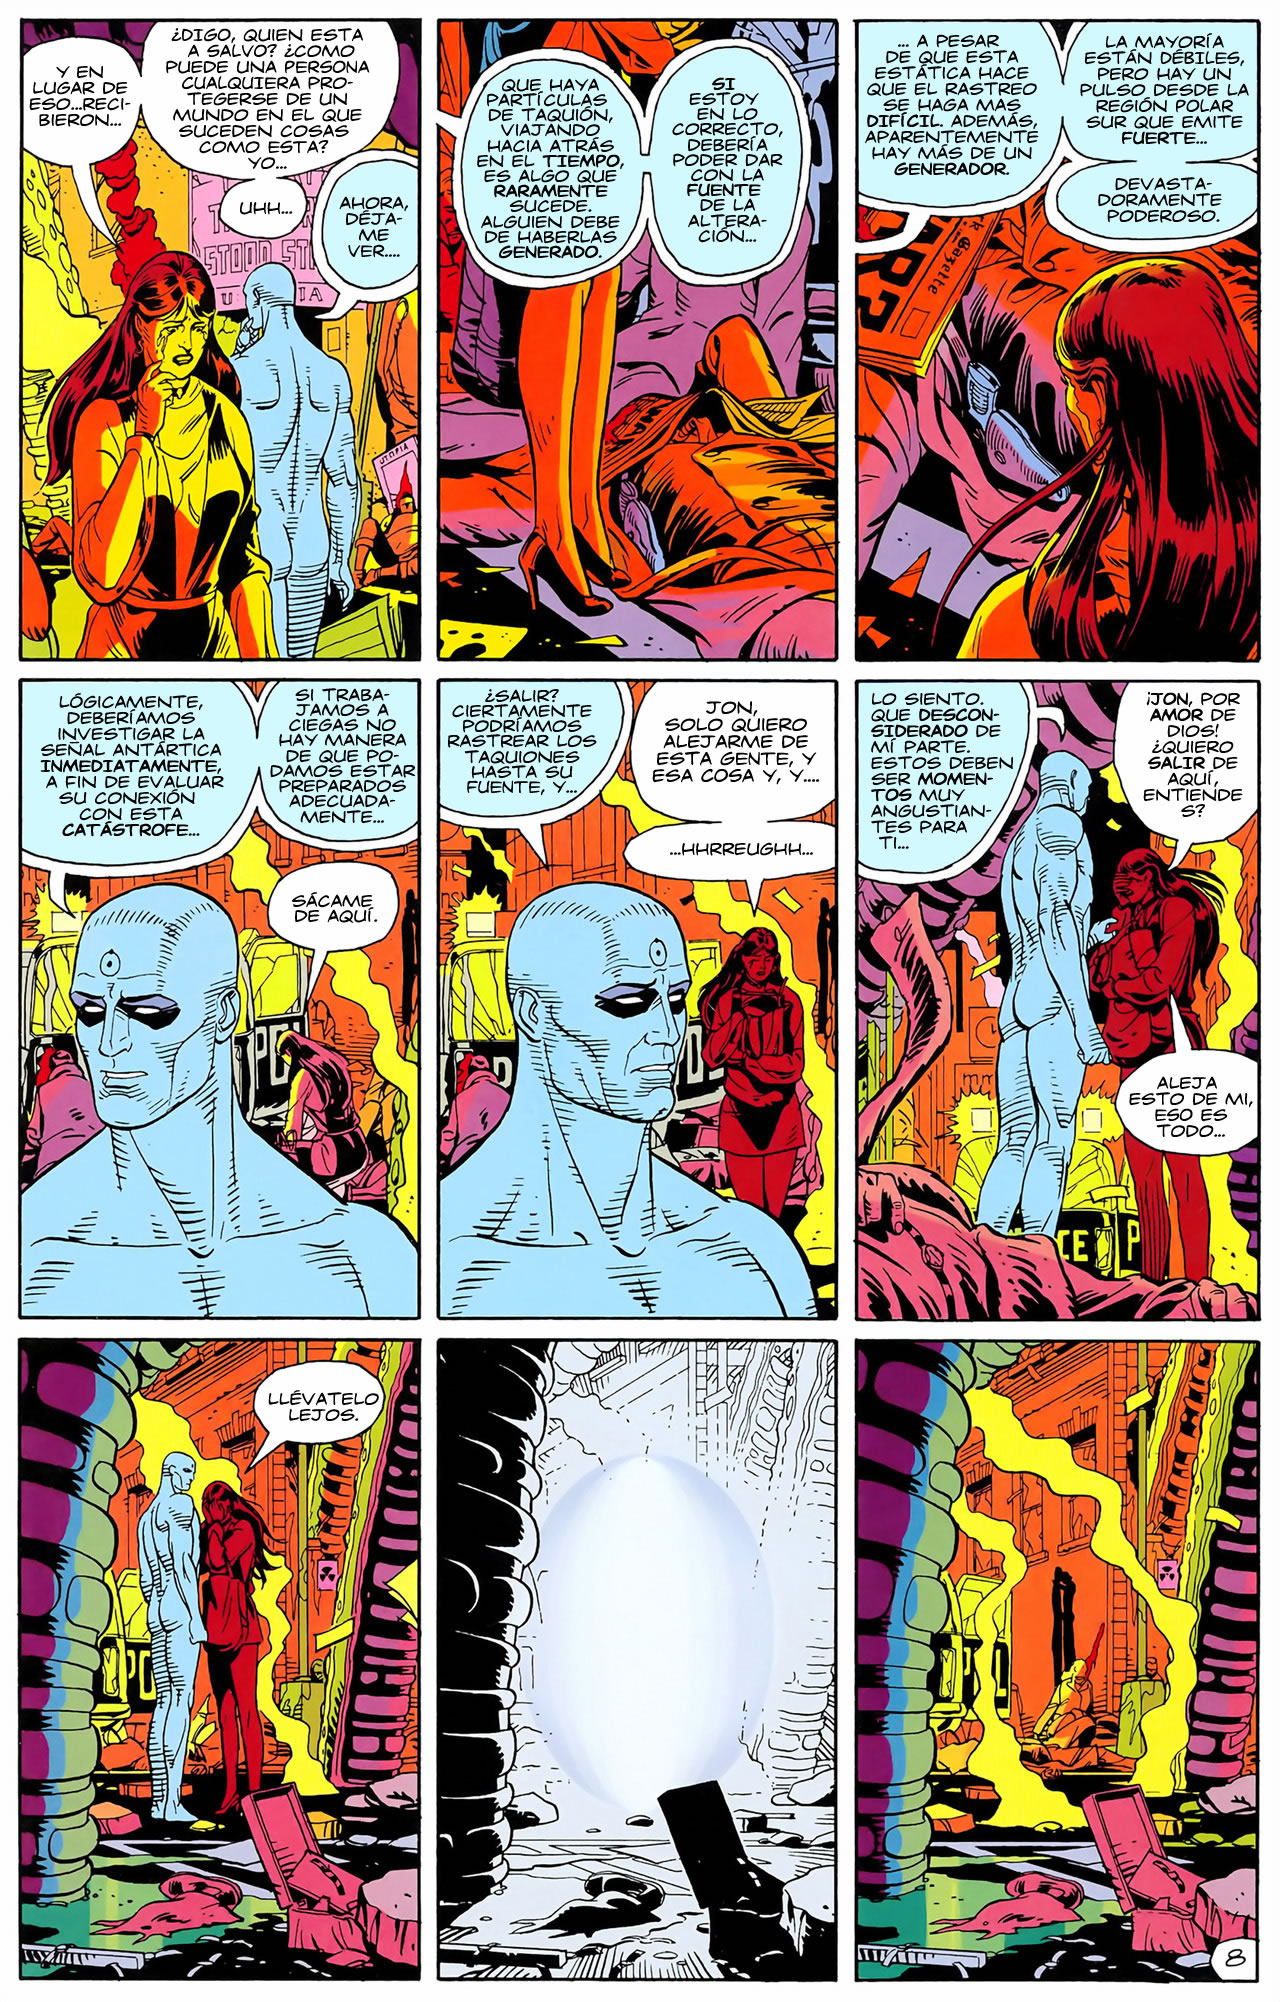 Y EN
LUGAR DE
ESO...RECI-
BIERON...
¿DIGO, QUIEN ESTA
A SALVO? ¿COMO
PUEDE UNA PERSONA
CUALQUIERA PRO-
TEGERSE DE UN
MUNDO EN EL QUE
SUCEDEN COSAS
COMO ESTA?
YO...
UHH...
AHORA,
DÉJA-
ME
VER....
STOOD ST
UTOPIA
QUE HAYA
PARTÍCULAS
DE TAQUIÓN,
VIAJANDO
HACIA ATRÁS
EN EL TIEMPO,
ES ALGO QUE
RARAMENTE
SUCEDE.
ALGUIEN DEBE
DE HABERLAS
GENERADO.
SI
ESTOY
EN LO
CORRECTO,
DEBERÍA
PODER DAR
CON LA
FUENTE
DE LA
ALTERA-
CIÓN...
... A PESAR
DE QUE ESTA
ESTÁTICA HACE
QUE EL RASTREO
SE HAGA MAS
DIFÍCIL. ADEMÁS,
APARENTEMENTE
HAY MÁS DE UN
GENERADOR.
LA MAYORÍA
ESTÁN DÉBILES,
PERO HAY UN
PULSO DESDE LA
REGIÓN POLAR
SUR QUE EMITE
FUERTE...
DEVASTA-
DORAMENTE
PODEROSO.
Gazette
LÓGICAMENTE,
DEBERÍAMOS
INVESTIGAR LA
SEÑAL ANTÁRTICA
INMEDIATAMENTE,
A FIN DE EVALUAR
SU CONEXIÓN
CON ESTA
CATÁSTROFE...
SI TRABA-
JAMOS A
CIEGAS NO
HAY MANERA
DE QUE PO-
DAMOS ESTAR
PREPARADOS
ADECUADA-
MENTE...
SÁCAME
DE AQUÍ.
¿SALIR?
CIERTAMENTE
PODRÍAMOS
RASTREAR LOS
TAQUIONES
HASTA SU
FUENTE, Y...
JON,
SOLO QUIERO
ALEJARME DE
ESTA GENTE, Y
ESA COSA Y, Y....
...HHRREUGHH...
LO SIENTO.
QUE DESCON-
SIDERADO DE
MÍ PARTE.
ESTOS DEBEN
SER MOMEN-
TOS MUY
ANGUSTIAN-
TES PARA
TI...
¡JON, POR
AMOR DE
DIOS!
¿QUIERO
SALIR DE
AQUÍ,
ENTIENDE
S?
ALEJA
ESTO DE MI,
ESO ES
TODO...
CE P
LLÉVATELO
LEJOS.
8